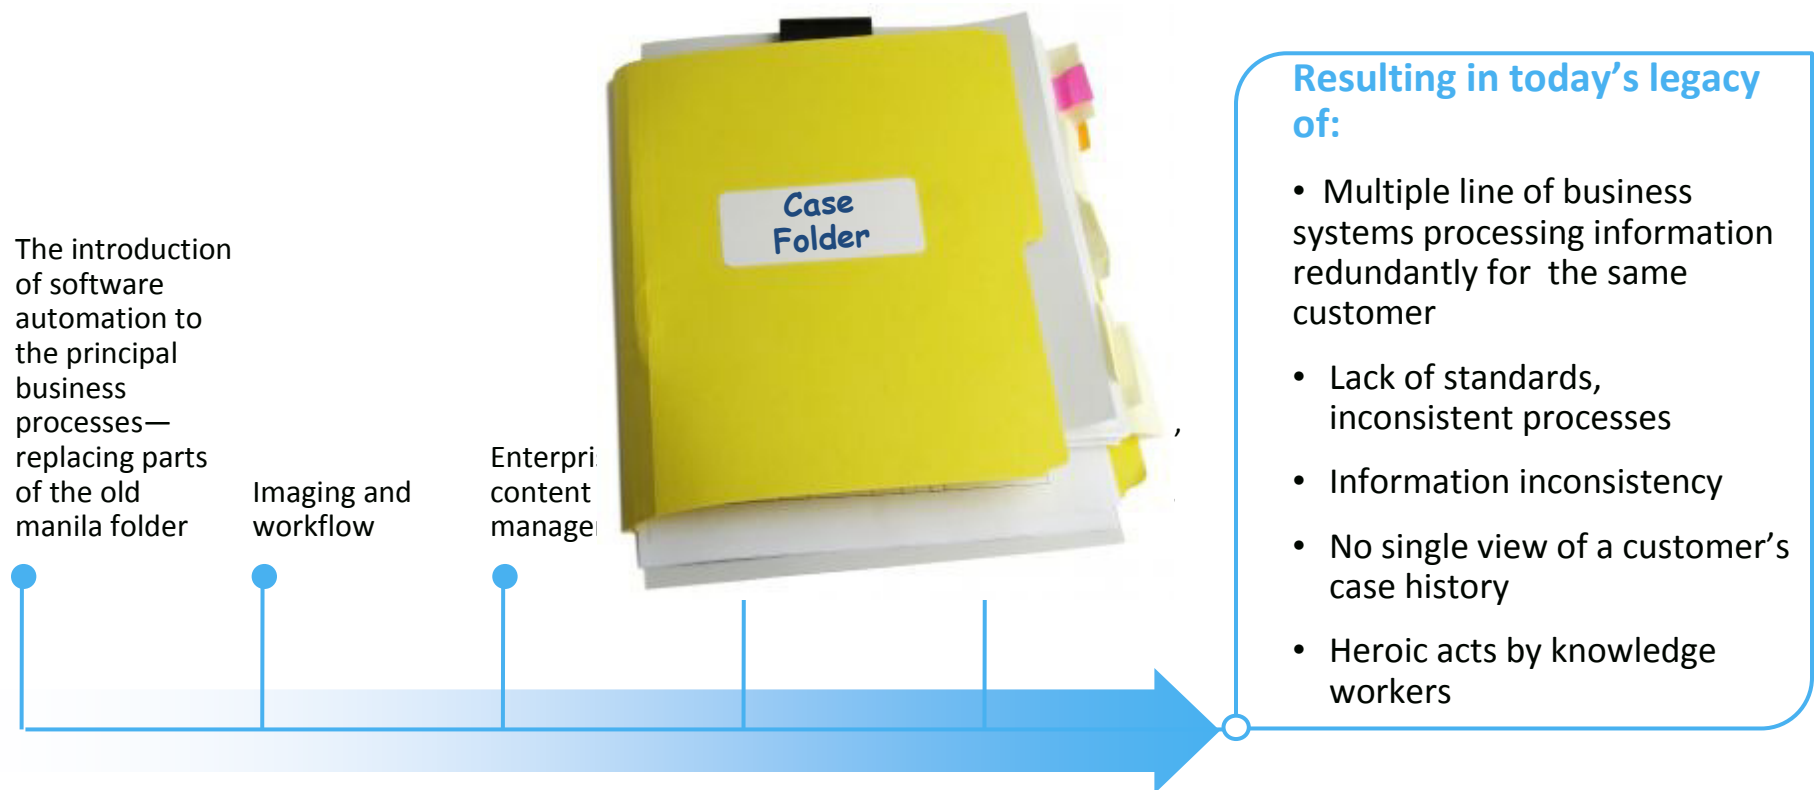 The introduction
of software
automation to
the principal
business
processes—
replacing parts
of the old
manila folder
Imaging and
workflow
content
Case
Folder
,
Resulting in today's legacy
of:
• Multiple line of business
systems processing information
redundantly for the same
customer
• Lack of standards,
inconsistent processes
• Information inconsistency
• No single view of a customer's
case history
• Heroic acts by knowledge
workers